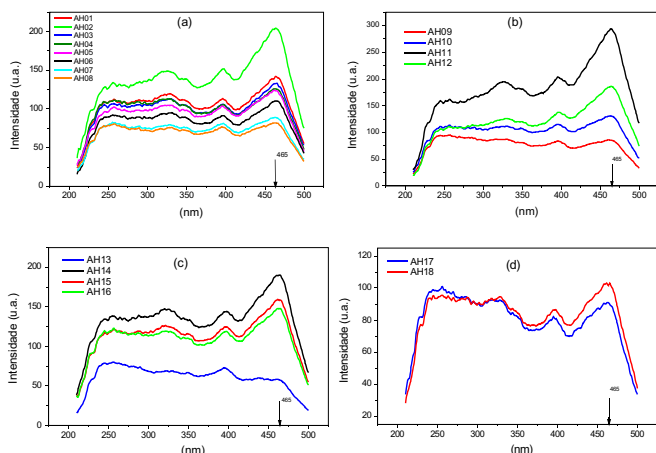 (a)
AH01
AH02
AH03
AH04
AH05
AH06
AH07
AH08
Intensidade (u.a.)
200
150
100
50
0
465
200 250 300 350 400 450 500
(nm)
(b)
AH09
AH10
AH11
AH12
Intensidade (u.a.)
300
250
200
150
100
50
0
465
200 250 300 350 400 450 500
(nm)
(c)
AH13
AH14
AH15
AH16
Intensidade (u.a.)
200
150
100
50
0
465
200 250 300 350 400 450 500
(nm)
(d)
AH17
AH18
Intensidade (u.a.)
100
80
60
40
20
465
200 250 300 350 400 450 500
(nm)